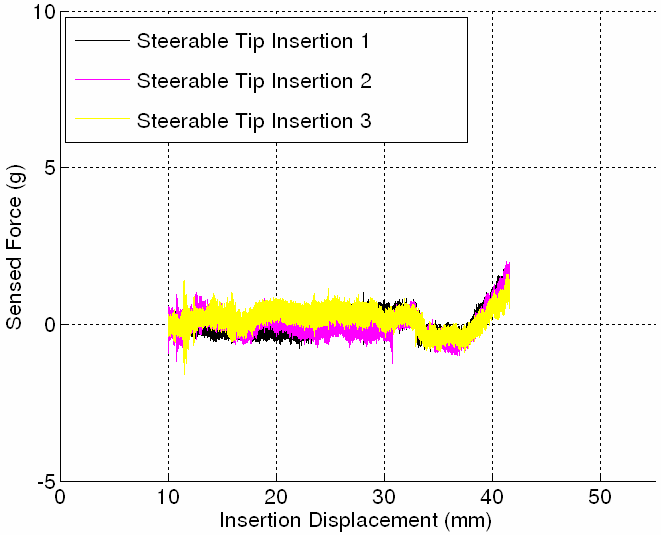 10
Steerable Tip Insertion 1
Steerable Tip Insertion 2
Steerable Tip Insertion 3
5
Sensed Force (g)
0
-5
0 10 20 30 40 50
Insertion Displacement (mm)